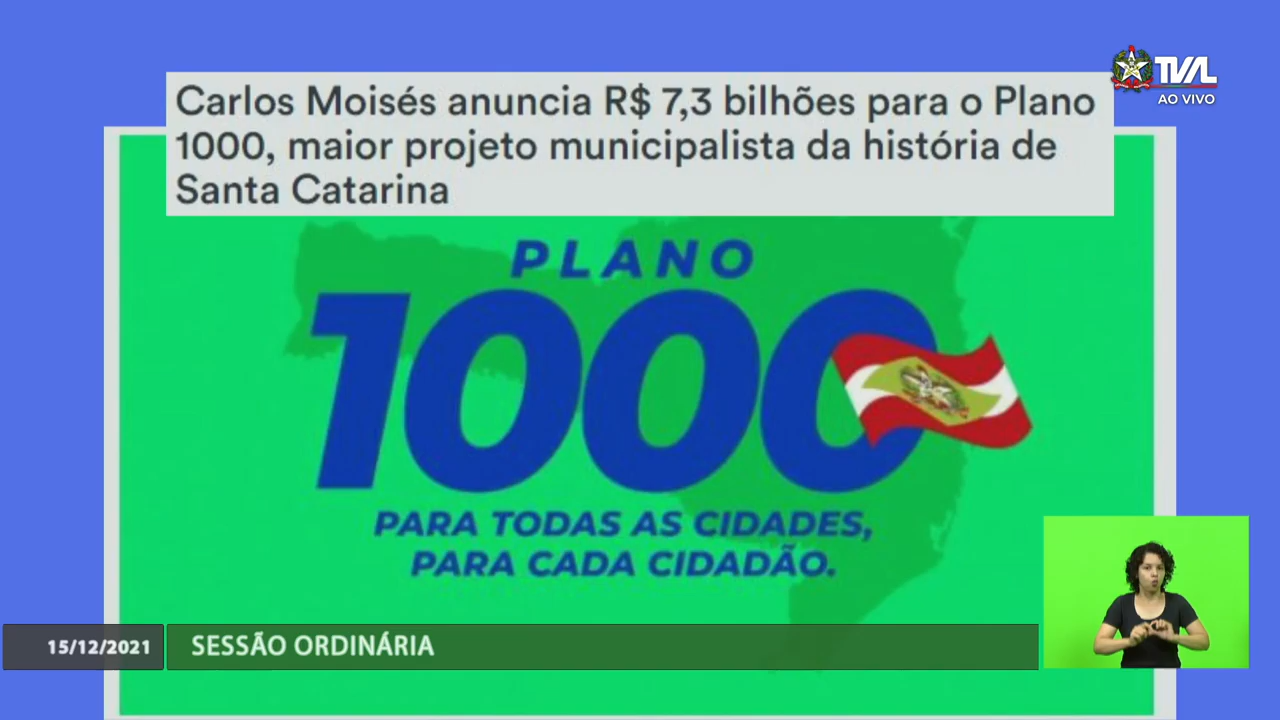 TVAL
AO VIVO
Carlos Moisés anuncia R$ 7,3 bilhões para o Plano
1000, maior projeto municipalista da história de
Santa Catarina
PLANO
1000
PARA TODAS AS CIDADES,
PARA CADA CIDADÃO.
15/12/2021
SESSÃO ORDINÁRIA